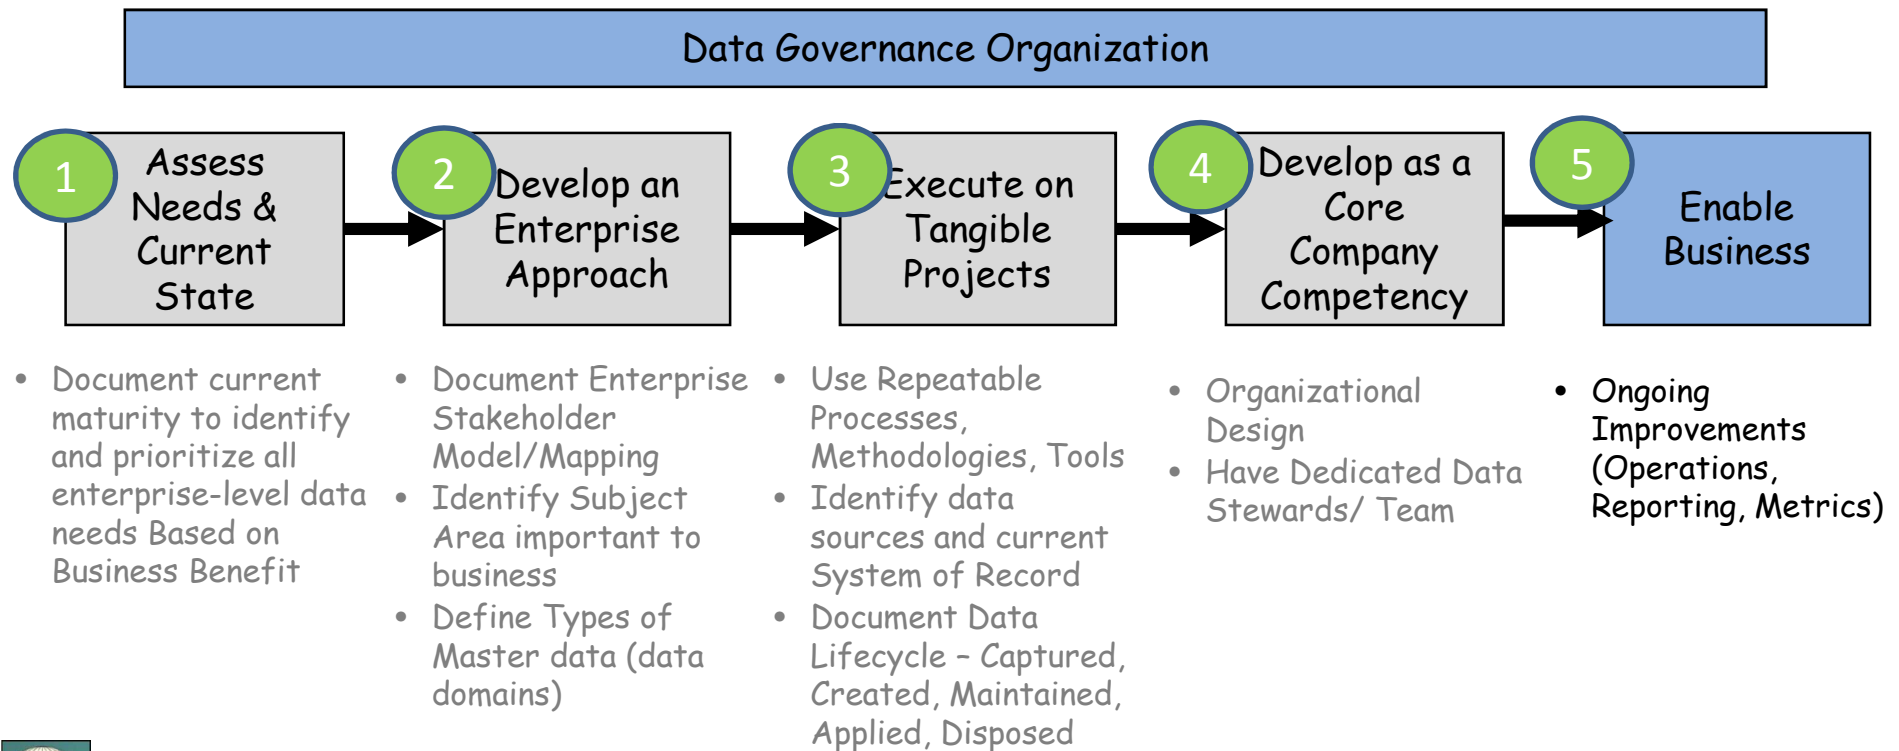 Data Governance Organization
1
Assess
Needs &
Current
State
2
Develop an
Enterprise
Approach
3
Execute on
Tangible
Projects
4
Develop as a
Core
Company
Competency
5
Enable
Business
• Document current
maturity to identify
and prioritize all
enterprise-level data
needs Based on
Business Benefit
• Document Enterprise
Stakeholder
Model/Mapping
• Identify Subject
Area important to
business
• Define Types of
Master data (data
domains)
• Use Repeatable
Processes,
Methodologies, Tools
• Identify data
sources and current
System of Record
• Document Data
Lifecycle – Captured,
Created, Maintained,
Applied, Disposed
• Organizational
Design
• Have Dedicated Data
Stewards/ Team
• Ongoing
Improvements
(Operations,
Reporting, Metrics)